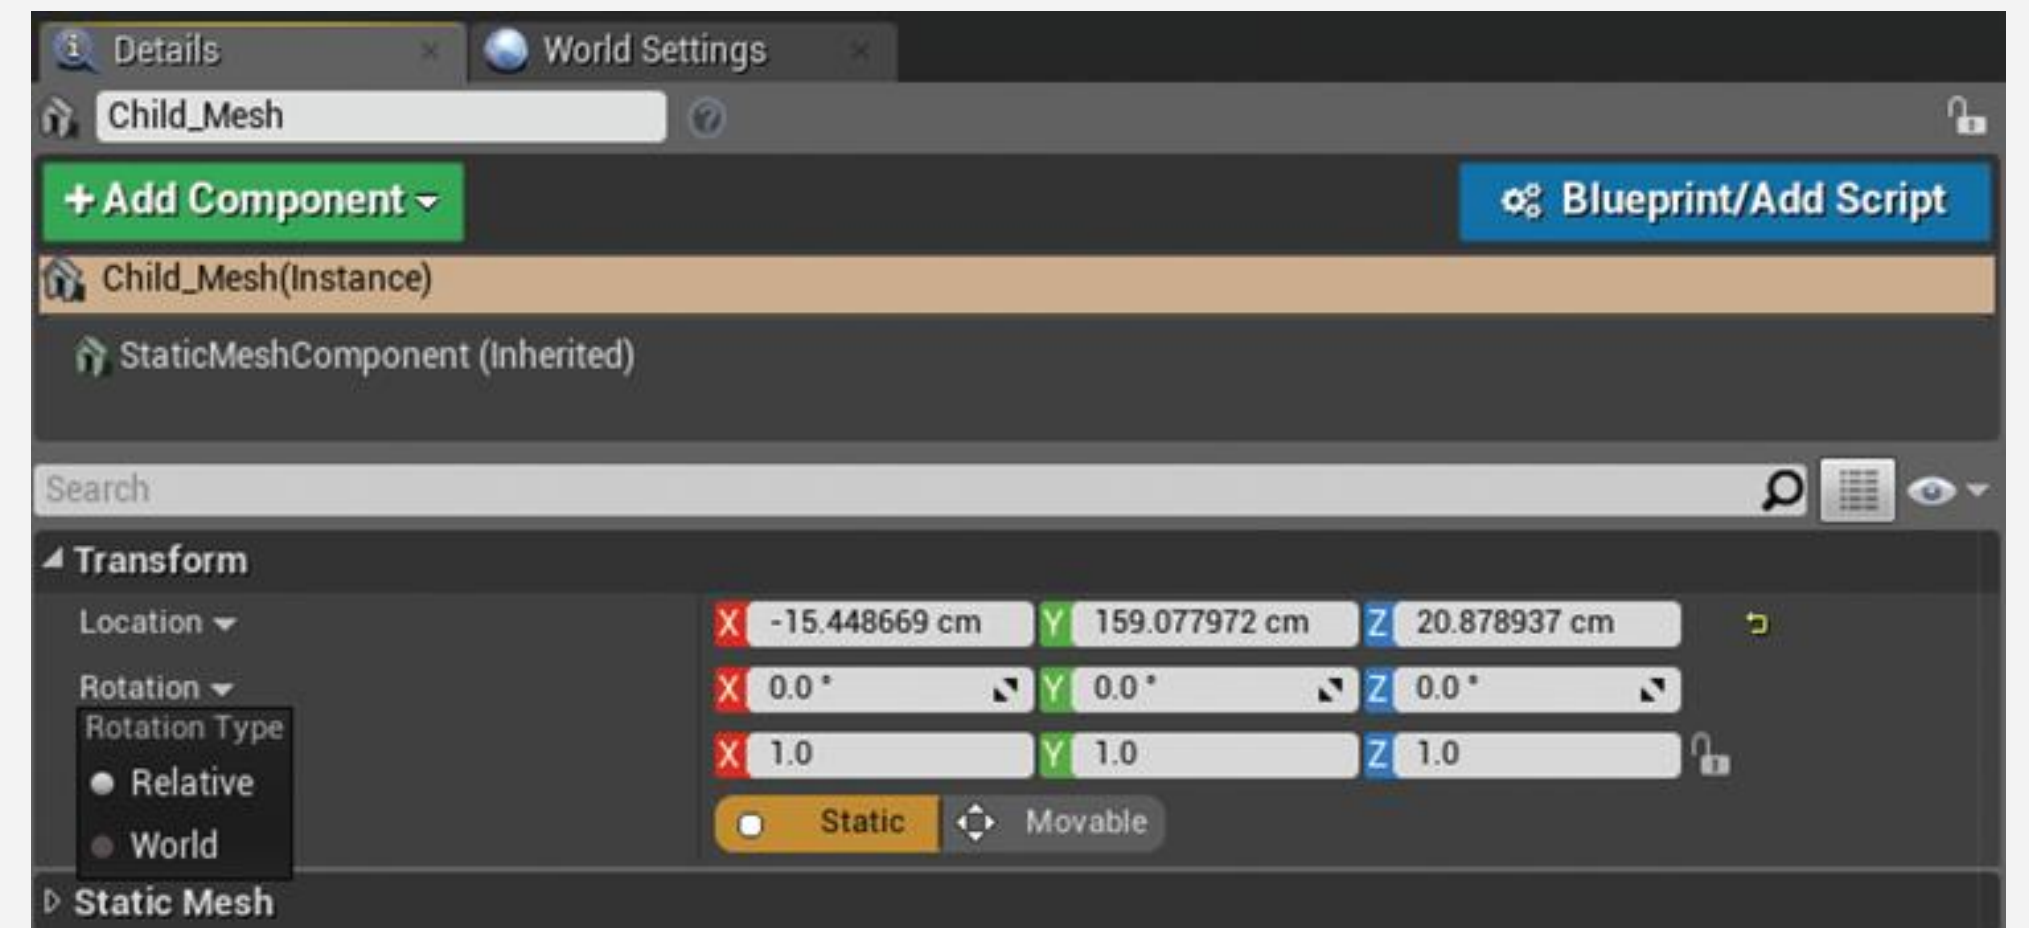 Details World Settings
Child_Mesh
+ Add Component Blueprint/Add Script
Child_Mesh(Instance)
StaticMeshComponent (Inherited)
Search
Transform
Location X -15.448669 cm Y 159.077972 cm Z 20.878937 cm
Rotation X 0.0° Y 0.0° Z 0.0°
Rotation Type
X 1.0 Y 1.0 Z 1.0
Relative
Static Movable
World
Static Mesh